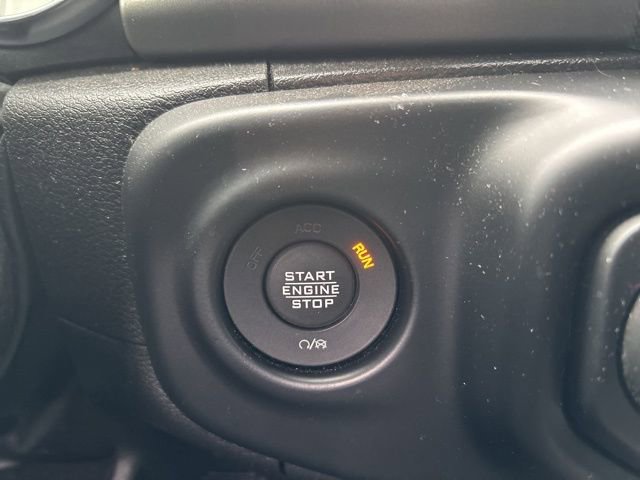 ACC
OFF
RUN
START
ENGINE
STOP